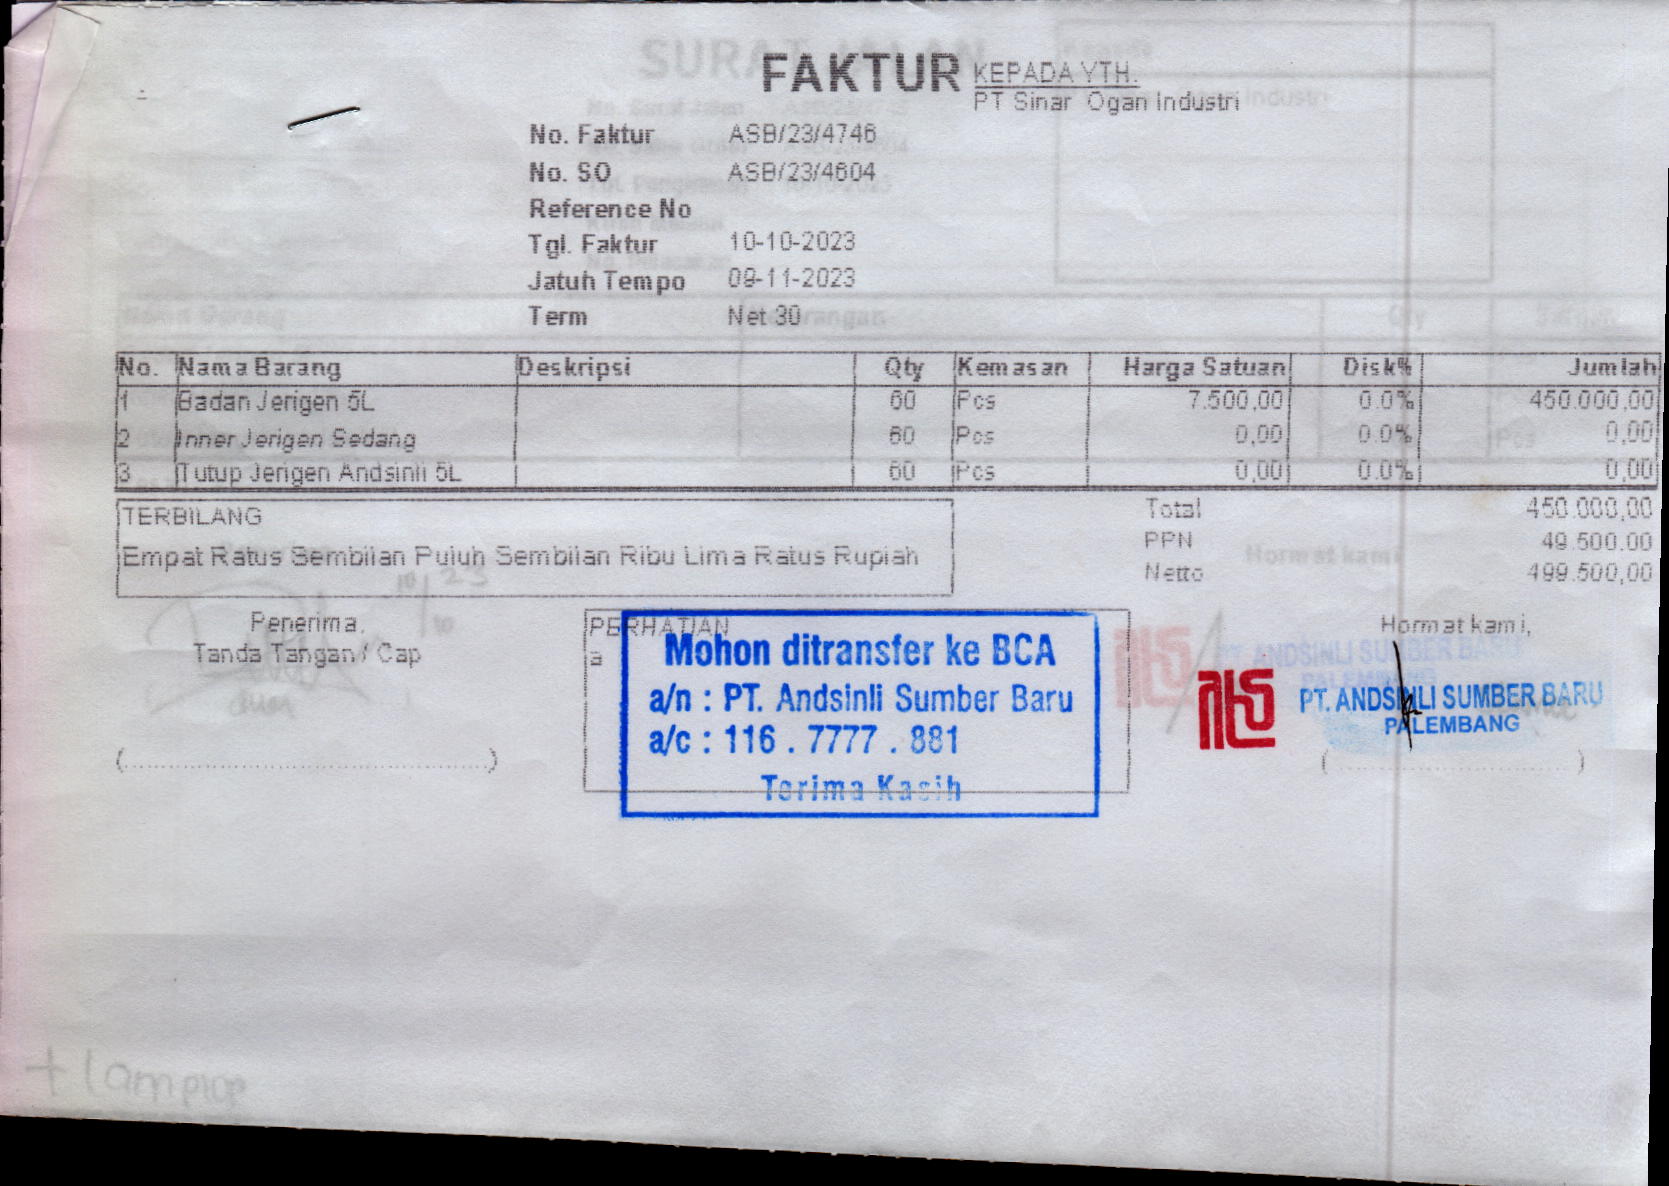 FAKTUR
KEPADA YTH.
PT Sinar Ogan Industri
No. Faktur ASB/23/4746
No. SO ASB/23/4604
Reference No
Tgl. Faktur 10-10-2023
Jatuh Tempo 09-11-2023
Term Net 30
No. Nama Barang Deskripsi Qty Kemasan Harga Satuan Disk% Jumlah
1 Badan Jerigen 5L 60 Pcs 7.500,00 0.0% 450.000,00
2 Inner Jerigen Sedang 60 Pcs 0,00 0.0% 0,00
3 Tutup Jerigen Andsinli 5L 60 Pcs 0,00 0.0% 0,00
TERBILANG
Empat Ratus Sembilan Puluh Sembilan Ribu Lima Ratus Rupiah
Total 450.000,00
PPN 49.500.00
Netto 499.500,00
Penerima,
Tanda Tangan / Cap
(                    )
PERHATIAN
a
Mohon ditransfer ke BCA
a/n : PT. Andsinli Sumber Baru
a/c : 116 . 7777 . 881
Terima Kasih
Hormat kami,
PT. ANDSINLI SUMBER BARU
PALEMBANG
(                    )